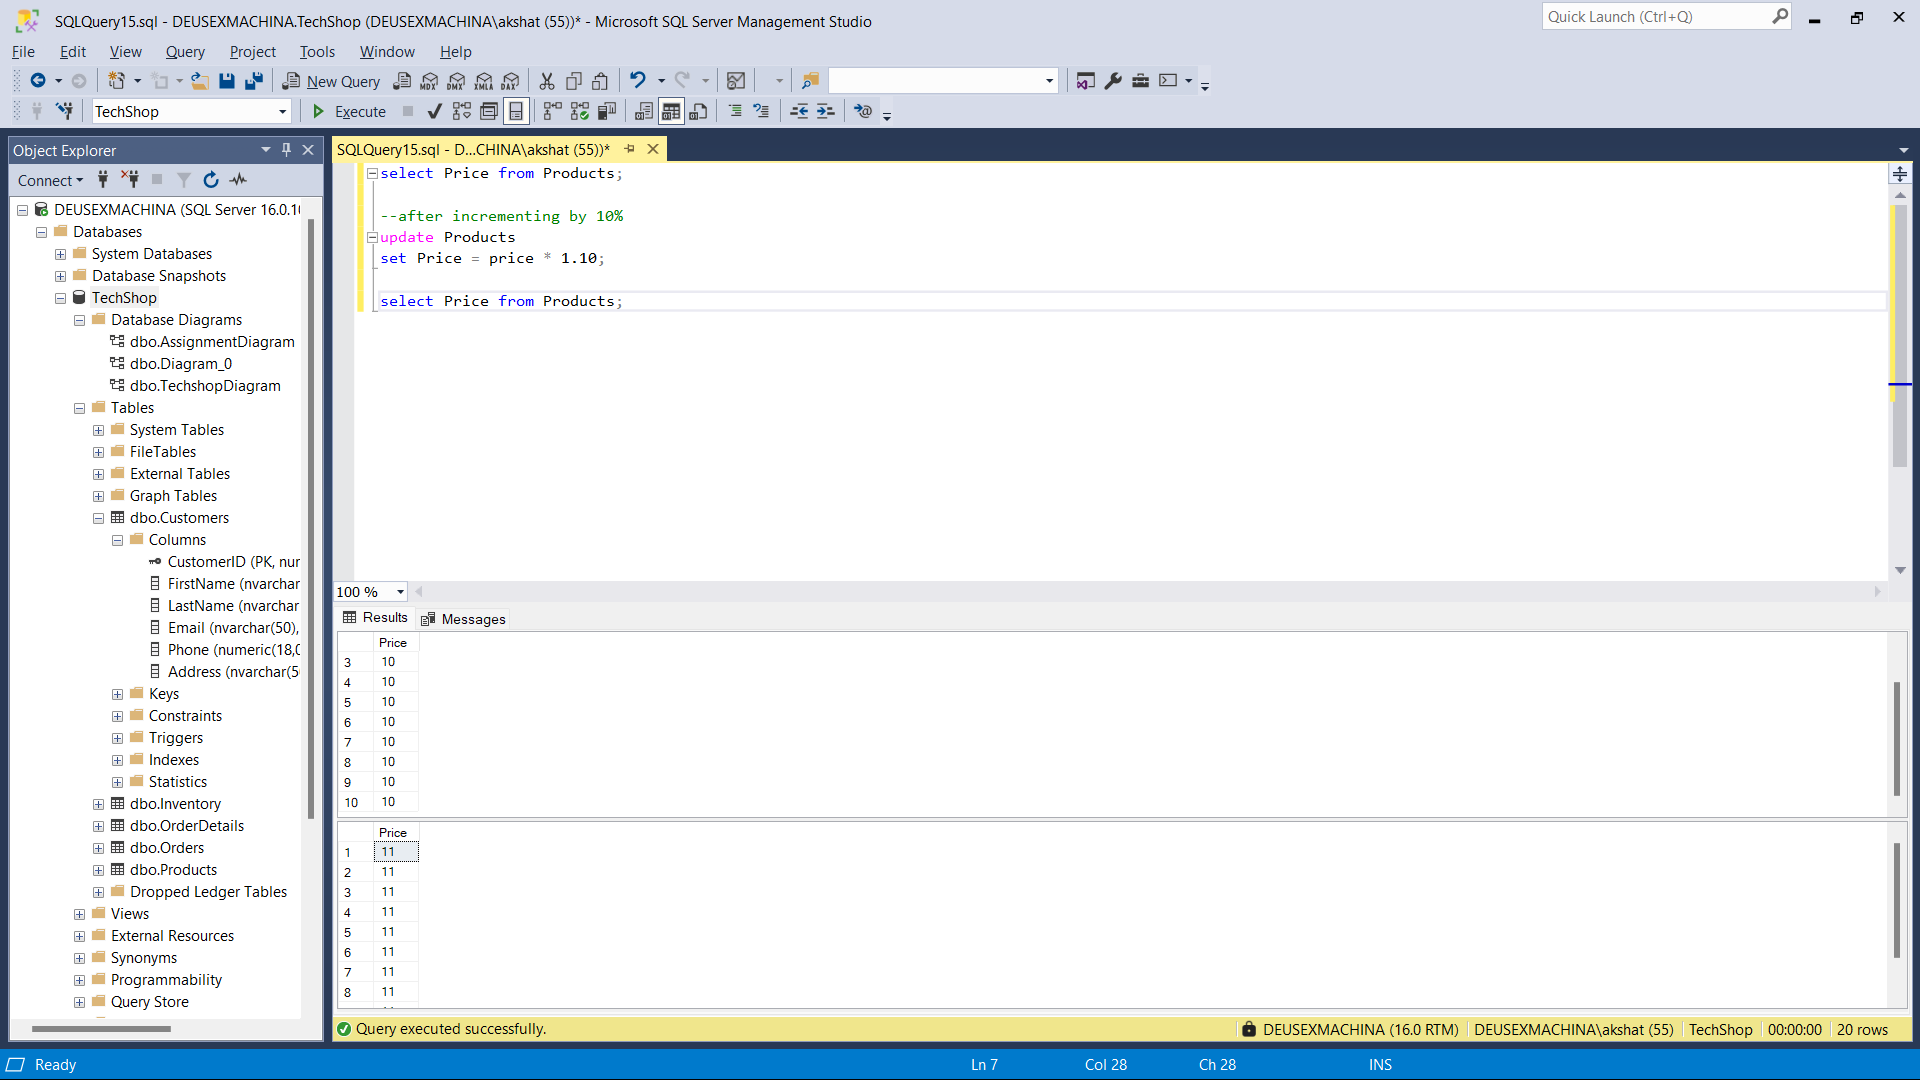 SQLQuery15.sql - DEUSEXMACHINA.TechShop (DEUSEXMACHINA\akshat (55))* - Microsoft SQL Server Management Studio
Quick Launch (Ctrl+Q)
File Edit View Query Project Tools Window Help
New Query MDX DMX XMLA DAX
TechShop Execute
Object Explorer
Connect
DEUSEXMACHINA (SQL Server 16.0.10
Databases
System Databases
Database Snapshots
TechShop
Database Diagrams
dbo.AssignmentDiagram
dbo.Diagram_0
dbo.TechshopDiagram
Tables
System Tables
FileTables
External Tables
Graph Tables
dbo.Customers
Columns
CustomerID (PK, nur
FirstName (nvarchar
LastName (nvarchar
Email (nvarchar(50),
Phone (numeric(18,0
Address (nvarchar(5
Keys
Constraints
Triggers
Indexes
Statistics
dbo.Inventory
dbo.OrderDetails
dbo.Orders
dbo.Products
Dropped Ledger Tables
Views
External Resources
Synonyms
Programmability
Query Store
SQLQuery15.sql - D...CHINA\akshat (55))*
select Price from Products;
--after incrementing by 10%
update Products
set Price = price * 1.10;
select Price from Products;
100 %
Results Messages
Price
3 10
4 10
5 10
6 10
7 10
8 10
9 10
10 10
Price
1 11
2 11
3 11
4 11
5 11
6 11
7 11
8 11
Query executed successfully. DEUSEXMACHINA (16.0 RTM) DEUSEXMACHINA\akshat (55) TechShop 00:00:00 20 rows
Ready Ln 7 Col 28 Ch 28 INS